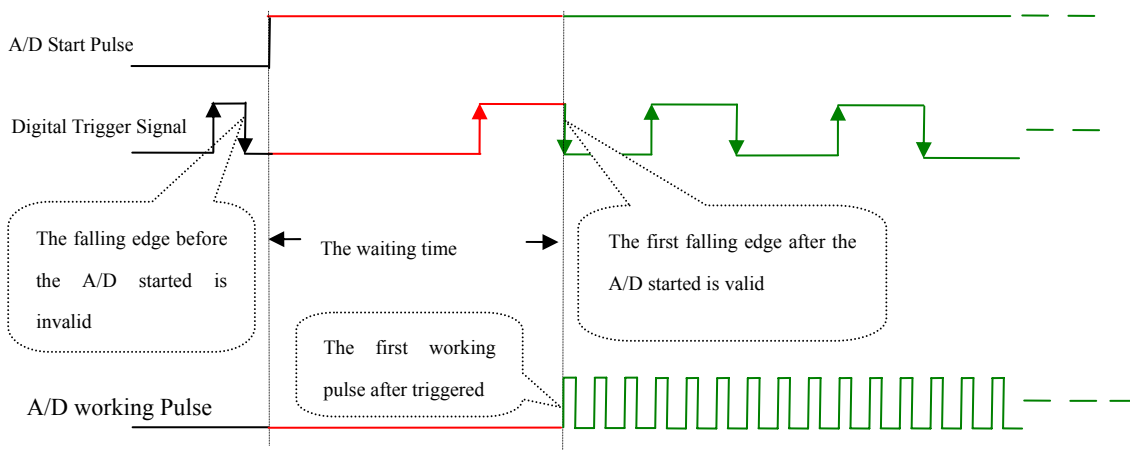 A/D Start Pulse
Digital Trigger Signal
The falling edge before
the A/D started is
invalid
The waiting time
The first falling edge after the
A/D started is valid
The first working
pulse after triggered
A/D working Pulse